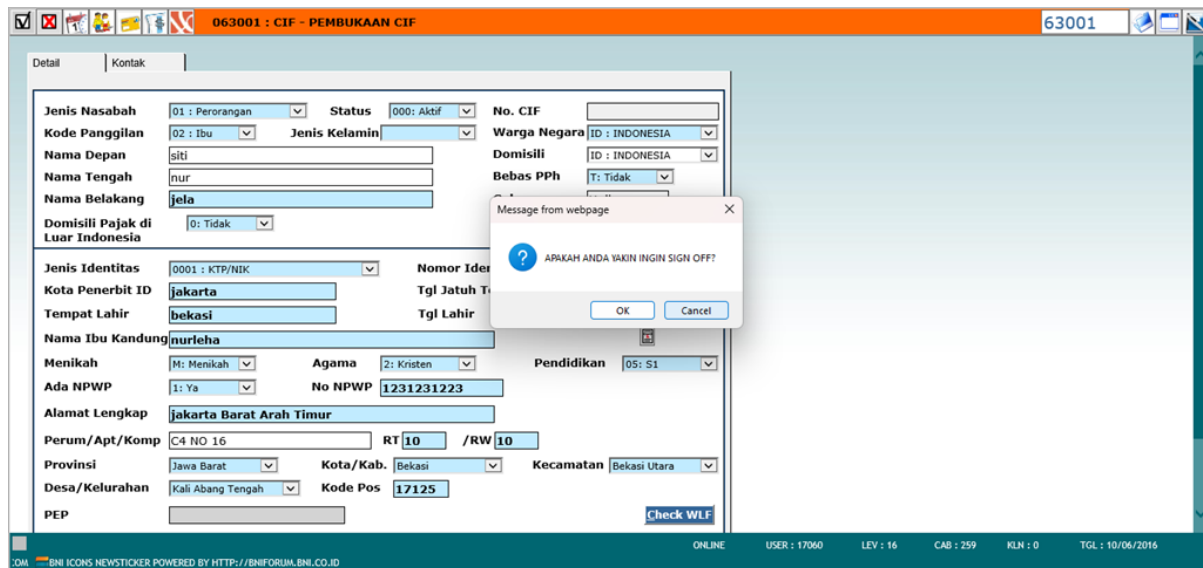 063001 : CIF - PEMBUKAAN CIF 63001
Detail Kontak
Jenis Nasabah 01 : Perorangan Status 000: Aktif No. CIF
Kode Panggilan 02 : Ibu Jenis Kelamin Warga Negara ID : INDONESIA
Nama Depan siti Domisili ID : INDONESIA
Nama Tengah nur Bebas PPh T: Tidak
Nama Belakang jela
Message from webpage
Domisili Pajak di Luar Indonesia 0: Tidak
APAKAH ANDA YAKIN INGIN SIGN OFF?
OK Cancel
Jenis Identitas 0001 : KTP/NIK Nomor Iden
Kota Penerbit ID jakarta Tgl Jatuh T
Tempat Lahir bekasi Tgl Lahir
Nama Ibu Kandung nurleha
Menikah M: Menikah Agama 2: Kristen Pendidikan 05: S1
Ada NPWP 1: Ya No NPWP 1231231223
Alamat Lengkap jakarta Barat Arah Timur
Perum/Apt/Komp C4 NO 16 RT 10 /RW 10
Provinsi Jawa Barat Kota/Kab. Bekasi Kecamatan Bekasi Utara
Desa/Kelurahan Kali Abang Tengah Kode Pos 17125
PEP Check WLF
ONLINE USER : 17060 LEV : 16 CAB : 259 KLN : 0 TGL : 10/06/2016
COM BNI ICONS NEWSTICKER POWERED BY HTTP://BNIFORUM.BNI.CO.ID